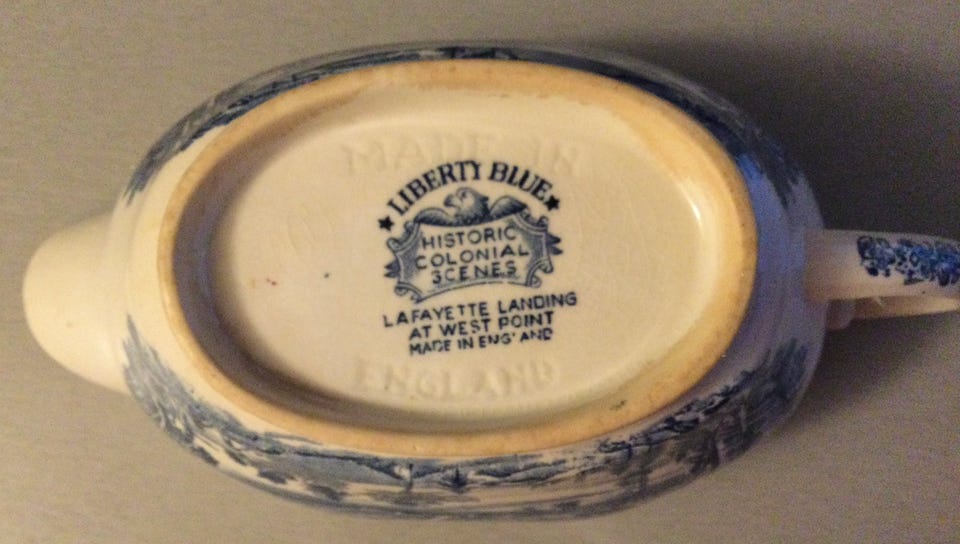 MADE IN
★LIBERTY BLUE★
HISTORIC
COLONIAL
SCENES
LAFAYETTE LANDING
AT WEST POINT
MADE IN ENG'AND
ENGLAND